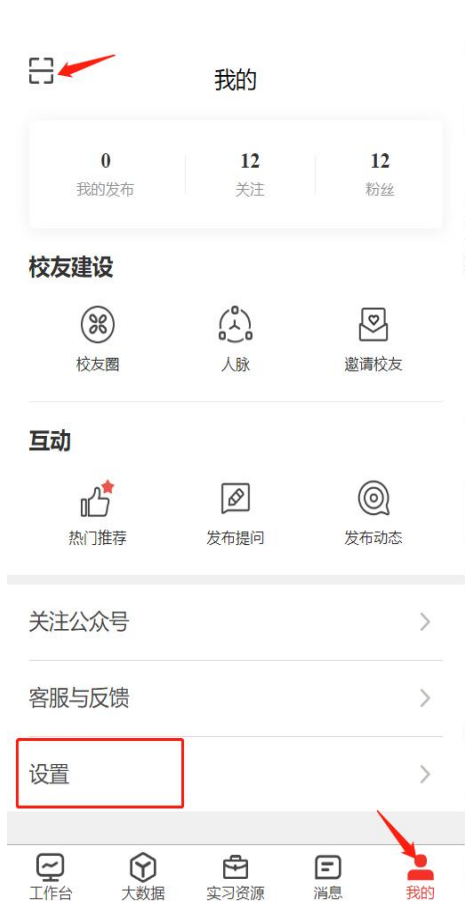 我的
0 12 12
我的发布 关注 粉丝
校友建设
校友圈 人脉 邀请校友
互动
热门推荐 发布提问 发布动态
关注公众号
客服与反馈
设置
工作台 大数据 实习资源 消息 我的